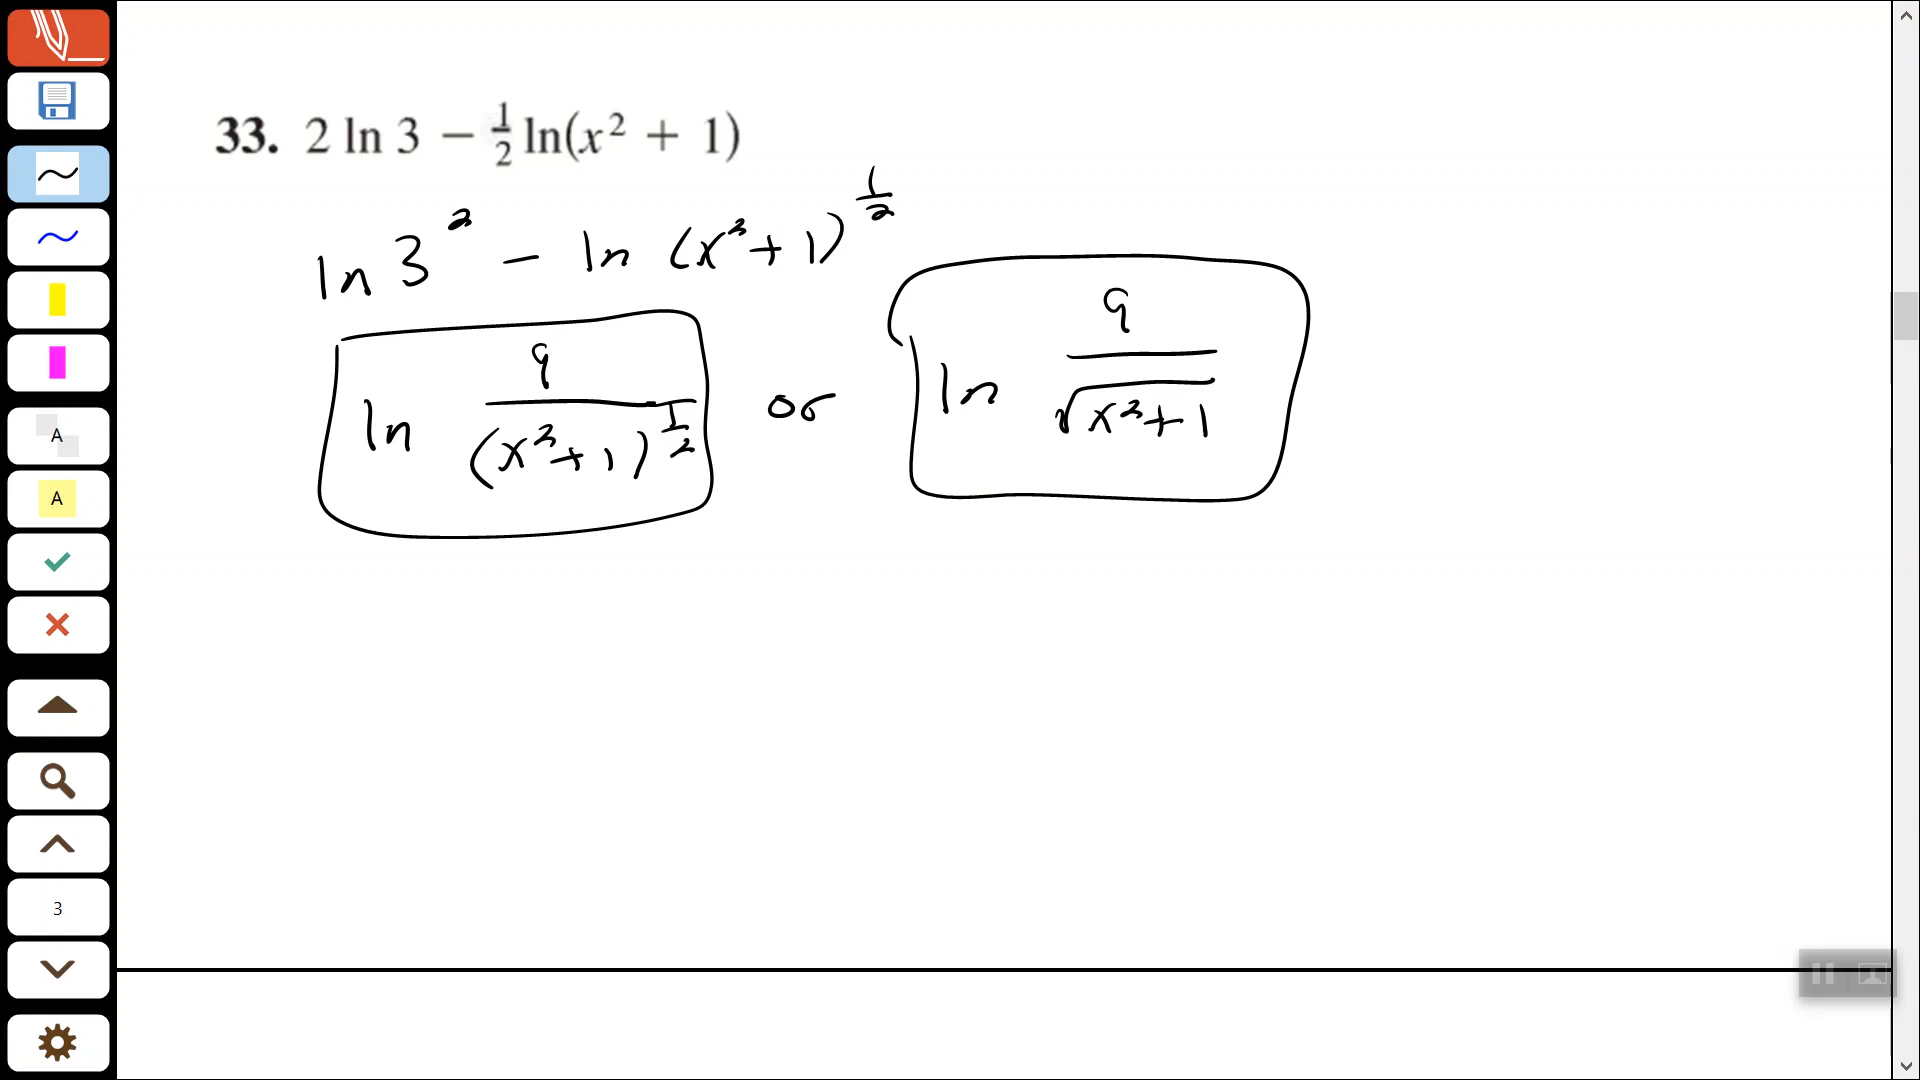 33. 2 ln 3 − ½ ln(x² + 1)
ln 3² − ln (x²+1)^½
ln 9/(x²+1)^½ or ln 9/√(x²+1)
A
A
3